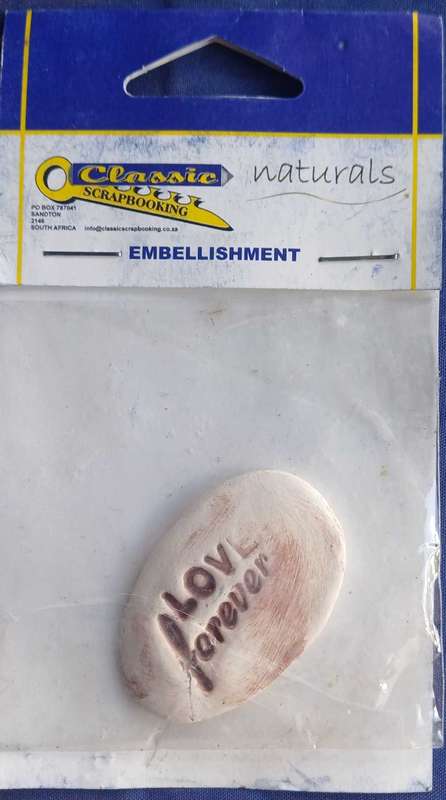 Classic
SCRAPBOOKING
naturals
PO BOX 787041
SANDTON
2146
SOUTH AFRICA
info@classicscrapbooking.co.za
EMBELLISHMENT
LOVE
forever